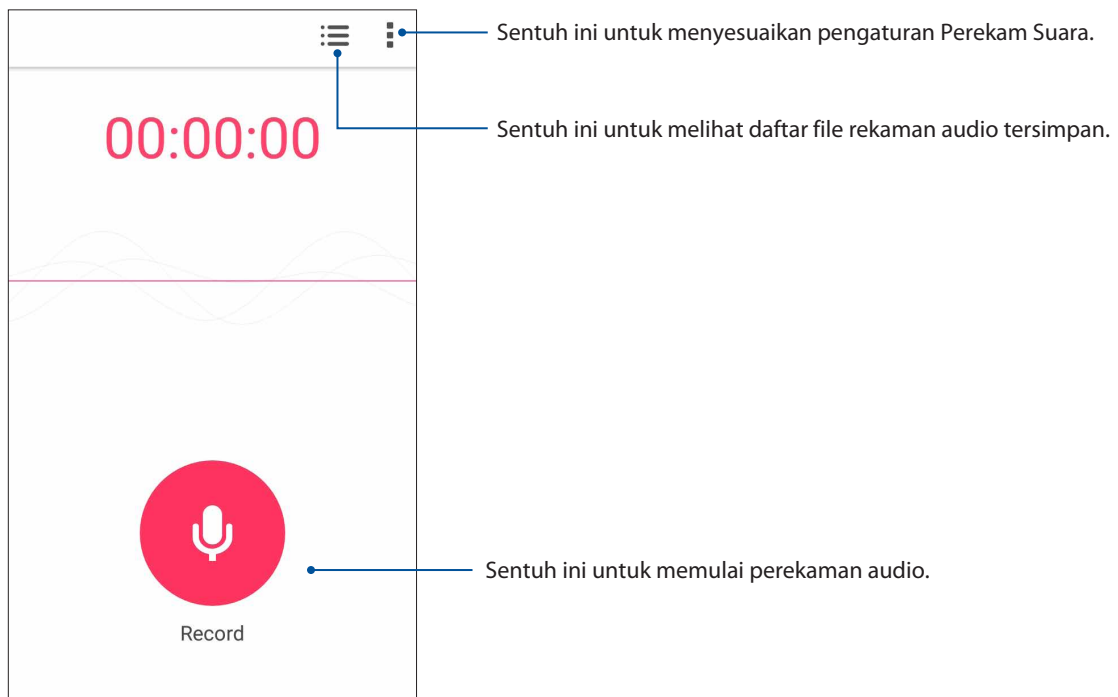 Sentuh ini untuk menyesuaikan pengaturan Perekam Suara.
Sentuh ini untuk melihat daftar file rekaman audio tersimpan.
00:00:00
Sentuh ini untuk memulai perekaman audio.
Record